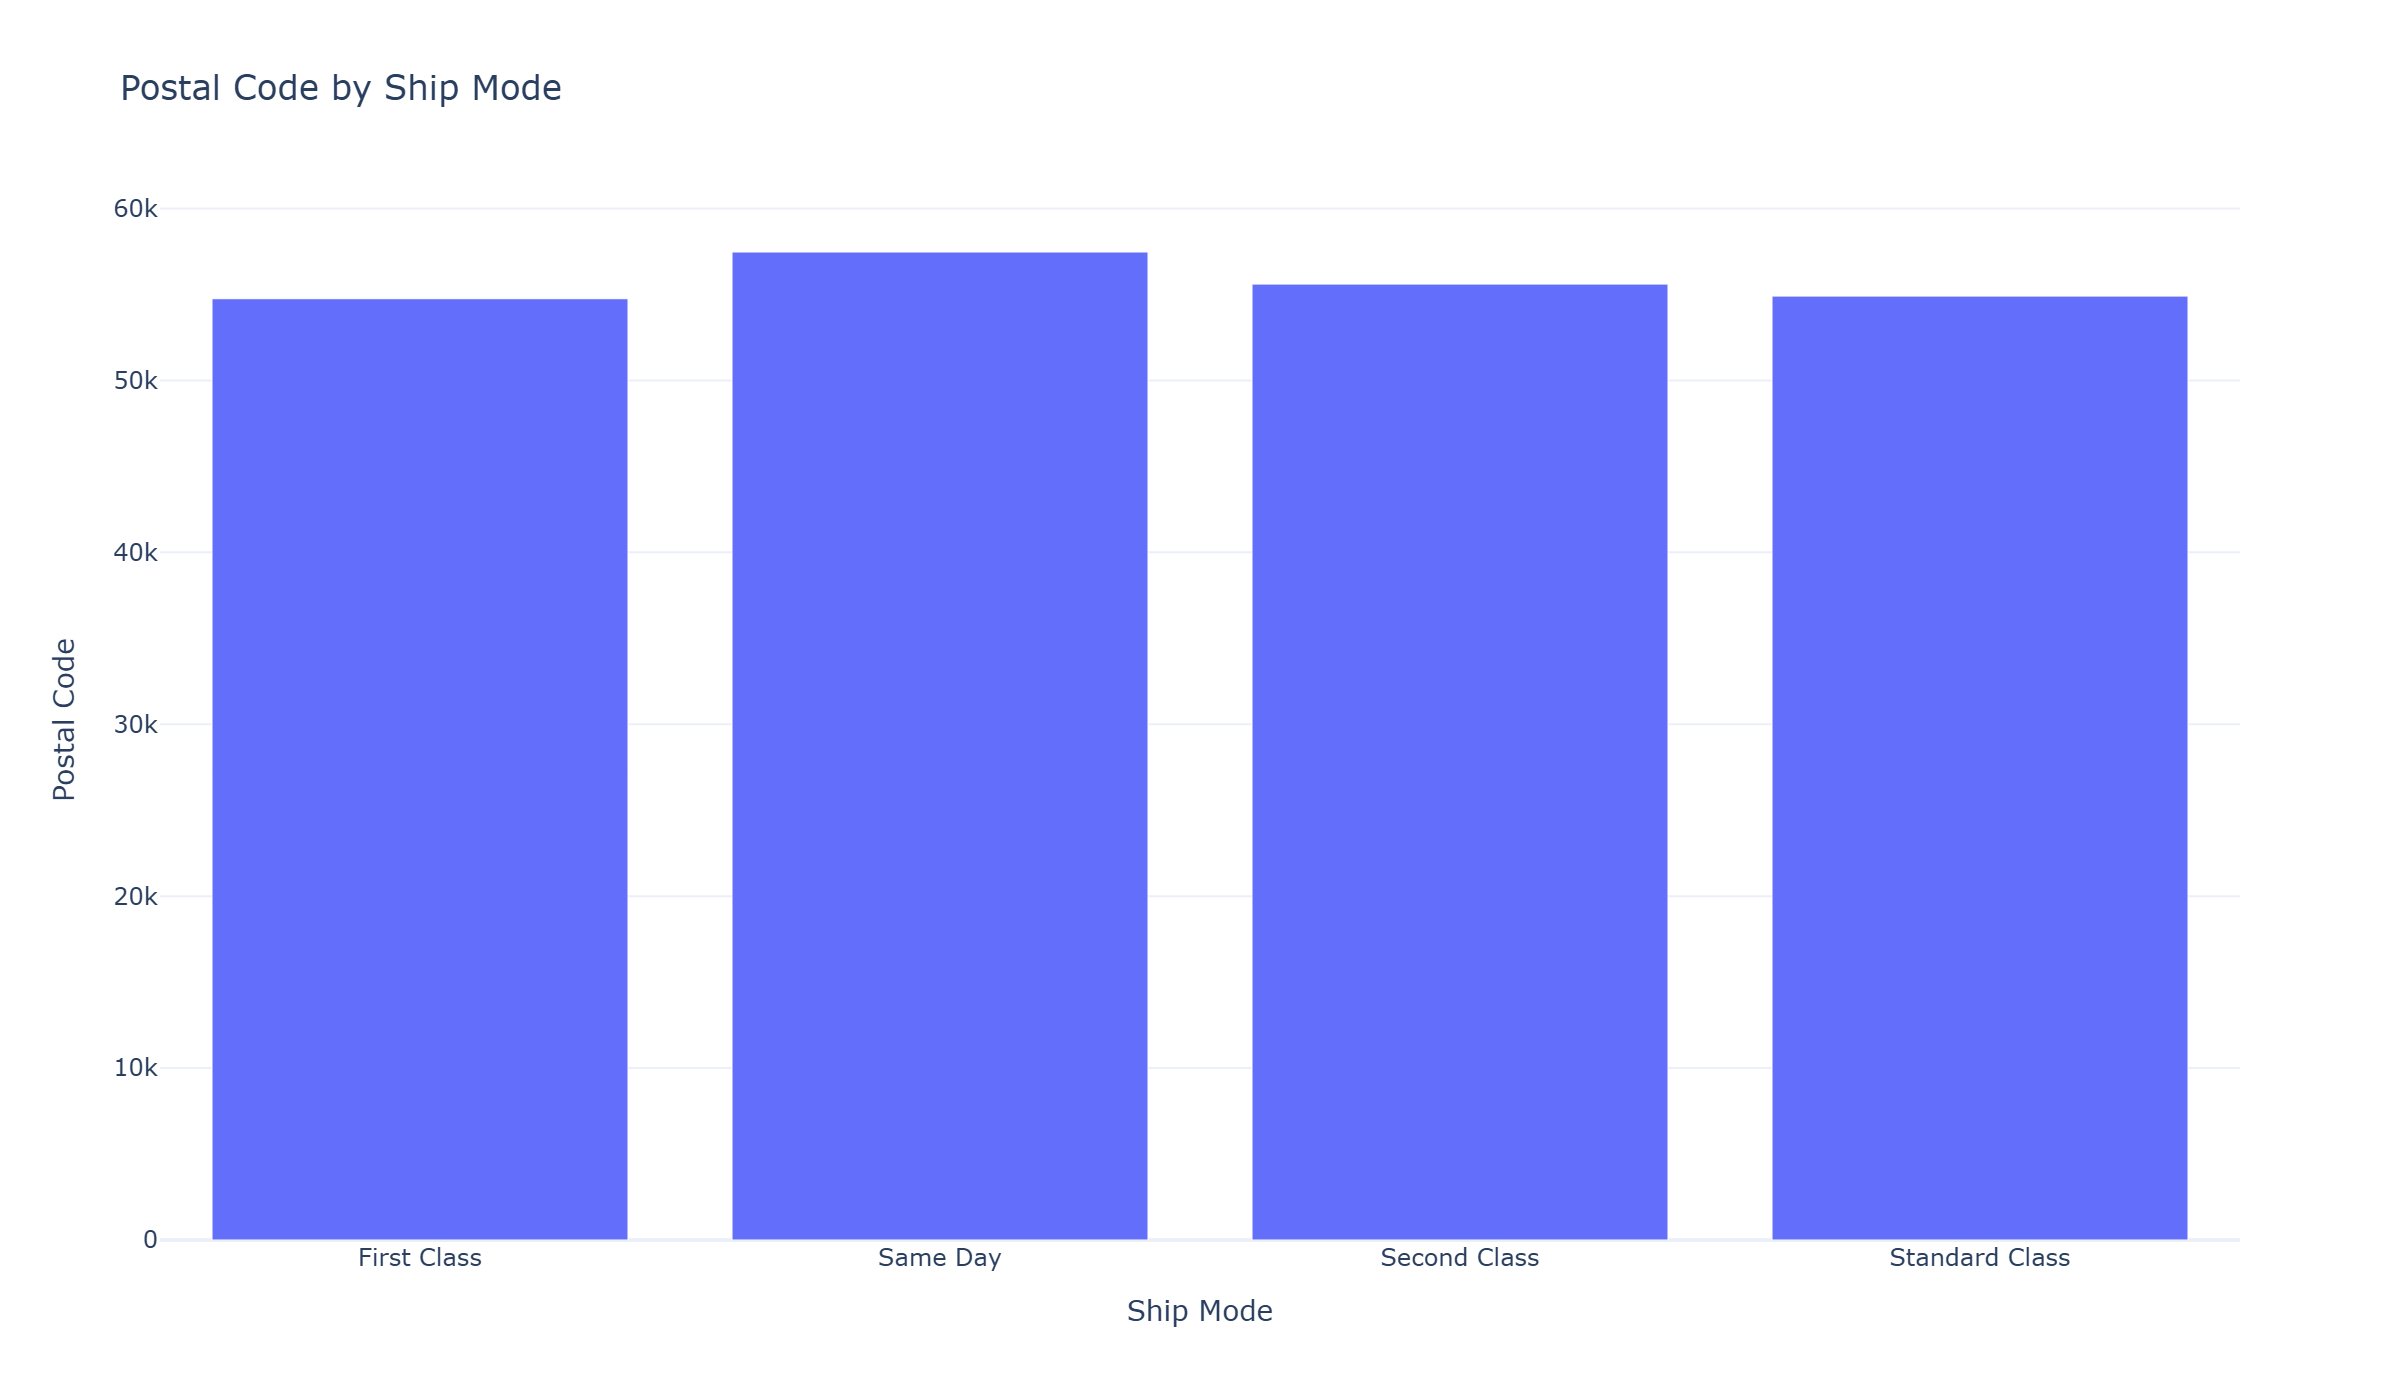 Postal Code by Ship Mode
60k
50k
40k
30k
20k
10k
0
Postal Code
First Class
Same Day
Second Class
Standard Class
Ship Mode